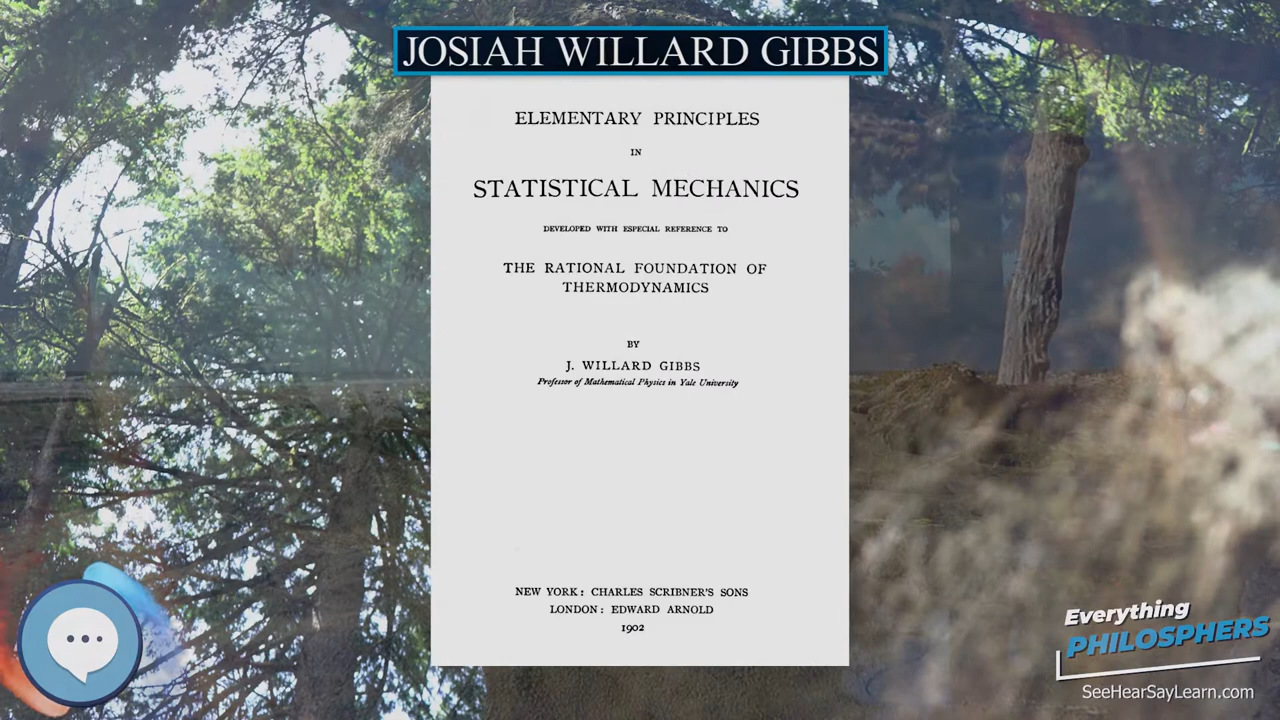 JOSIAH WILLARD GIBBS
ELEMENTARY PRINCIPLES
IN
STATISTICAL MECHANICS
DEVELOPED WITH ESPECIAL REFERENCE TO
THE RATIONAL FOUNDATION OF
THERMODYNAMICS
BY
J. WILLARD GIBBS
Professor of Mathematical Physics in Yale University
NEW YORK : CHARLES SCRIBNER'S SONS
LONDON : EDWARD ARNOLD
1902
Everything
PHILOSPHERS
SeeHearSayLearn.com